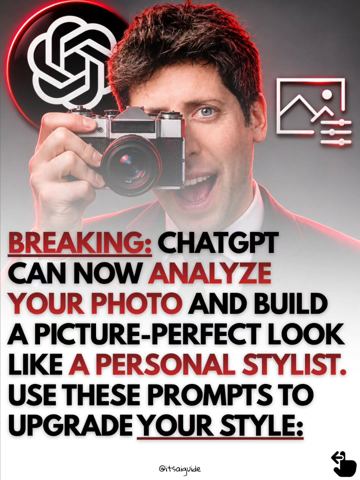 BREAKING: CHATGPT
CAN NOW ANALYZE
YOUR PHOTO AND BUILD
A PICTURE-PERFECT LOOK
LIKE A PERSONAL STYLIST.
USE THESE PROMPTS TO
UPGRADE YOUR STYLE:
@itsaiguide